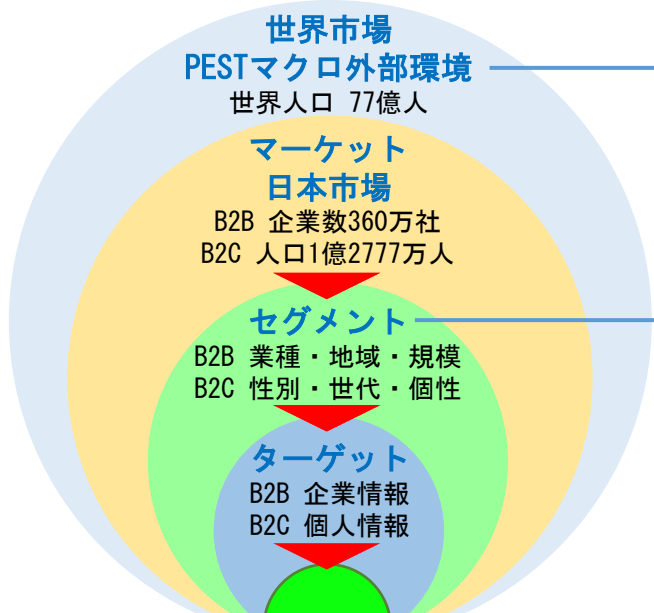 世界市場
PESTマクロ外部環境
世界人口 77億人
マーケット
日本市場
B2B 企業数360万社
B2C 人口1億2777万人
セグメント
B2B 業種・地域・規模
B2C 性別・世代・個性
ターゲット
B2B 企業情報
B2C 個人情報